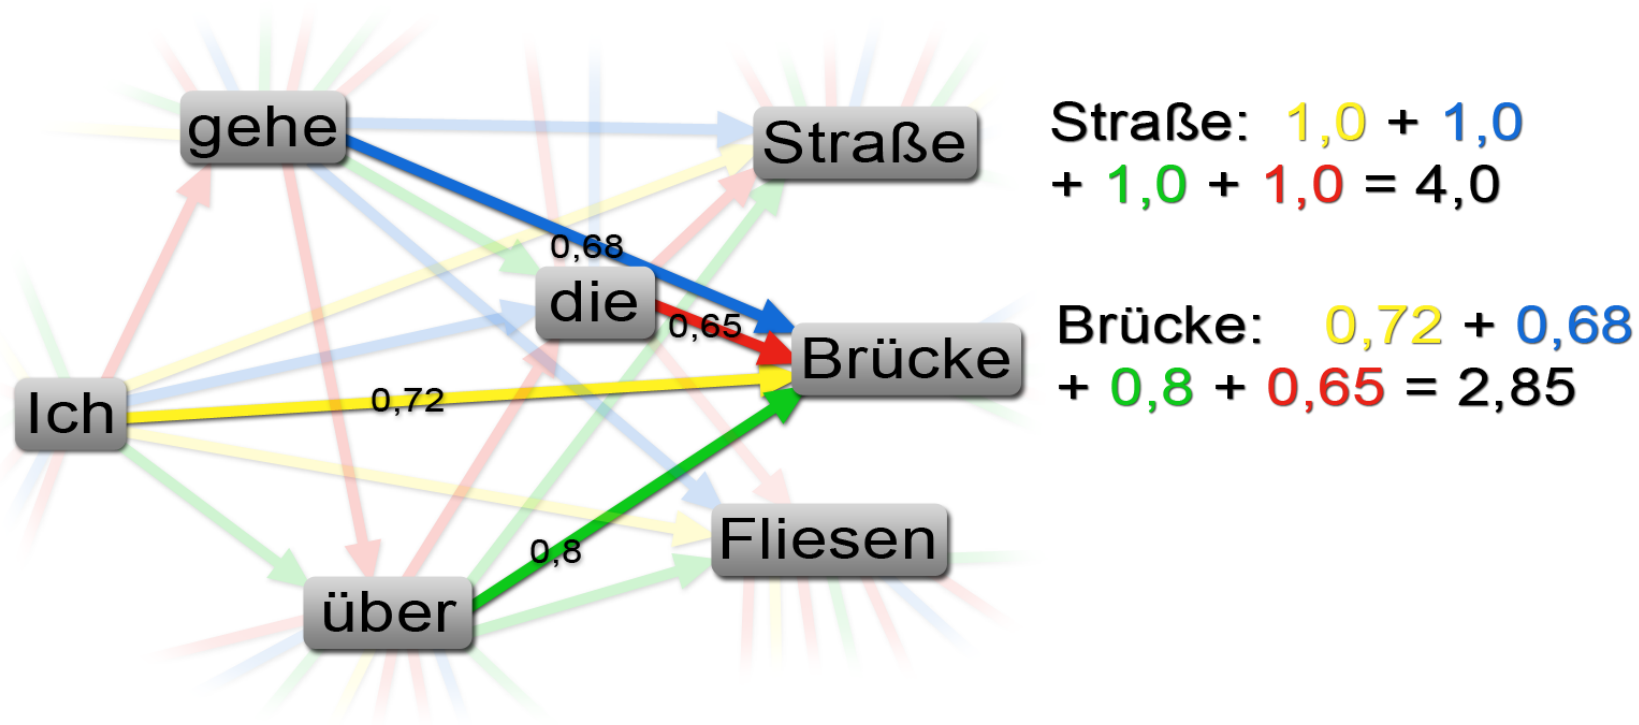 gehe
Straße
0,68
die
0,65
Brücke
Ich
0,72
Fliesen
0,8
über
Straße: 1,0 + 1,0
+ 1,0 + 1,0 = 4,0
Brücke: 0,72 + 0,68
+ 0,8 + 0,65 = 2,85